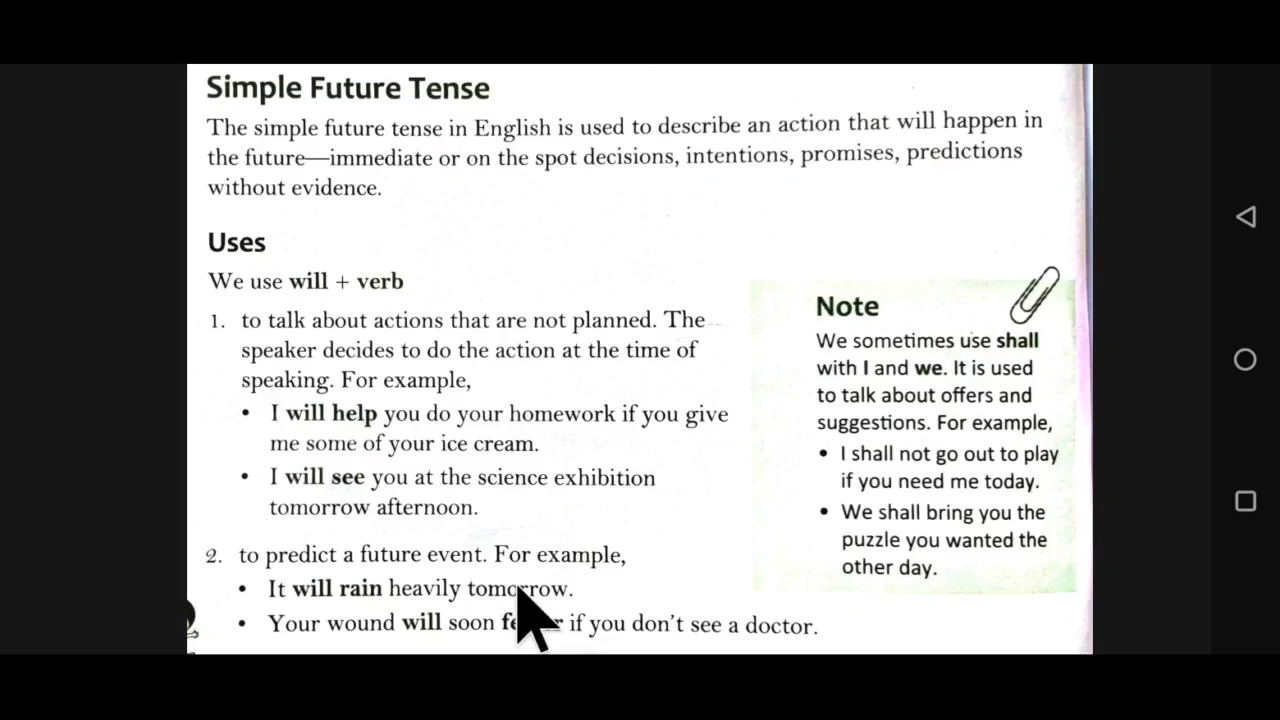 Simple Future Tense
The simple future tense in English is used to describe an action that will happen in
the future—immediate or on the spot decisions, intentions, promises, predictions
without evidence.
Uses
We use will + verb
1. to talk about actions that are not planned. The
speaker decides to do the action at the time of
speaking. For example,
• I will help you do your homework if you give
me some of your ice cream.
• I will see you at the science exhibition
tomorrow afternoon.
2. to predict a future event. For example,
• It will rain heavily tomorrow.
• Your wound will soon if you don't see a doctor.
Note
We sometimes use shall
with I and we. It is used
to talk about offers and
suggestions. For example,
• I shall not go out to play
if you need me today.
• We shall bring you the
puzzle you wanted the
other day.